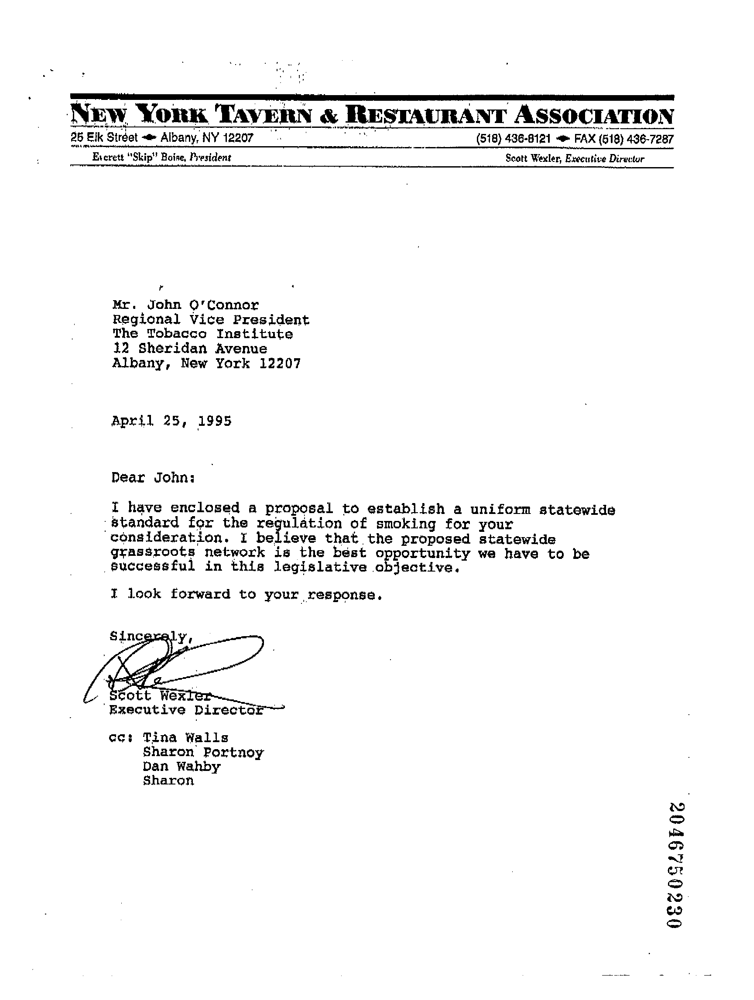 NEW YORK TAVERN & RESTAURANT ASSOCIATION
25 Elk Street Albany, NY 12207 (518) 436-8121 FAX (518) 436-7287
Everett "Skip" Boise, President Scott Wexler, Executive Director
Mr. John O'Connor
Regional Vice President
The Tobacco Institute
12 Sheridan Avenue
Albany, New York 12207
April 25, 1995
Dear John:
I have enclosed a proposal to establish a uniform statewide
standard for the regulation of smoking for your
consideration. I believe that the proposed statewide
grassroots network is the best opportunity we have to be
successful in this legislative objective.
I look forward to your response.
Sincerely,
Scott Wexler
Executive Director
cc: Tina Walls
Sharon Portnoy
Dan Wahby
Sharon
2046750230